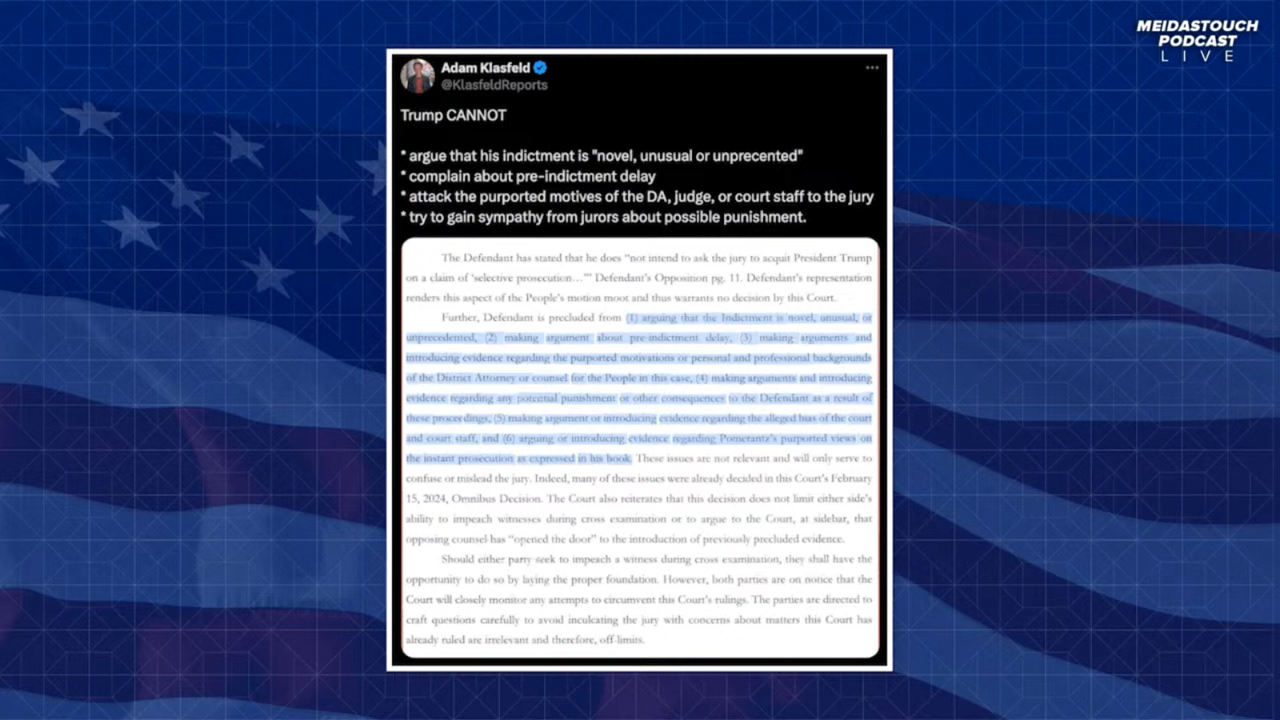 MEIDASTOUCH
PODCAST
LIVE
Adam Klasfeld
@KlasfeldReports
Trump CANNOT
* argue that his indictment is "novel, unusual or unprecented"
* complain about pre-indictment delay
* attack the purported motives of the DA, judge, or court staff to the jury
* try to gain sympathy from jurors about possible punishment.
The Defendant has stated that he does “not intend to ask the jury to acquit President Trump
on a claim of ‘selective prosecution…’” Defendant’s Opposition pg. 11. Defendant’s representation
renders this aspect of the People’s motion moot and thus warrants no decision by this Court.
Further, Defendant is precluded from (1) arguing that the Indictment is novel, unusual, or
unprecedented, (2) making argument about pre-indictment delay, (3) making arguments and
introducing evidence regarding the purported motivations or personal and professional backgrounds
of the District Attorney or counsel for the People in this case, (4) making arguments and introducing
evidence regarding any potential punishment or other consequences to the Defendant as a result of
these proceedings, (5) making argument or introducing evidence regarding the alleged bias of the court
and court staff, and (6) arguing or introducing evidence regarding Pomerantz’s purported views on
the instant prosecution as expressed in his book. These issues are not relevant and will only serve to
confuse or mislead the jury. Indeed, many of these issues were already decided in this Court’s February
15, 2024, Omnibus Decision. The Court also reiterates that this decision does not limit either side’s
ability to impeach witnesses during cross examination or to argue to the Court, at sidebar, that
opposing counsel has “opened the door” to the introduction of previously precluded evidence.
Should either party seek to impeach a witness during cross examination, they shall have the
opportunity to do so by laying the proper foundation. However, both parties are on notice that the
Court will closely monitor any attempts to circumvent this Court’s rulings. The parties are directed to
craft questions carefully to avoid inculcating the jury with concerns about matters this Court has
already ruled are irrelevant and therefore, off-limits.